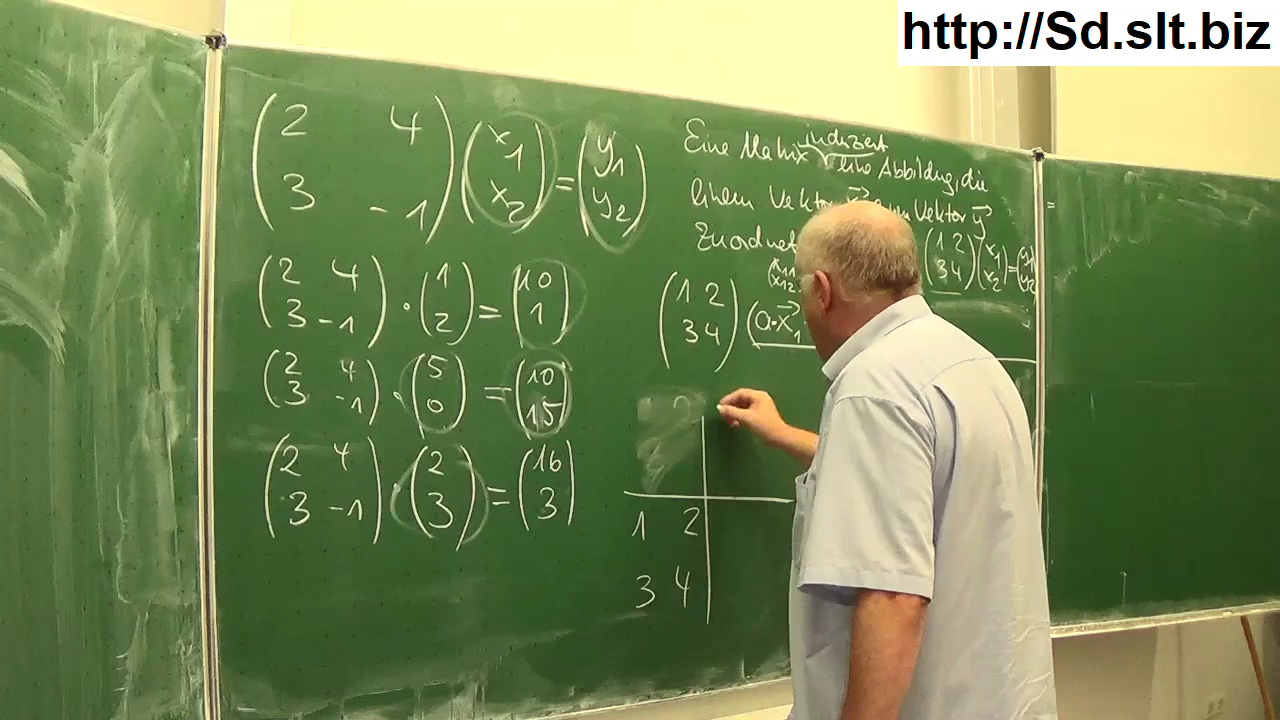 http://Sd.slt.biz
(2 4
3 -1) (x1
x2) = (y1
y2)
(2 4
3 -1) · (1
2) = (10
1)
(2 4
3 -1) · (5
0) = (10
15)
(2 4
3 -1) · (2
3) = (16
3)
induziert
Eine Matrix eine Abbildung, die
einem Vektor x⃗ Vektor y⃗
Zuordnet
(1 2
3 4) (x1
x2) = (y1
y2)
(x11
x12
(1 2
3 4) (a·x⃗1
1 2
3 4
=